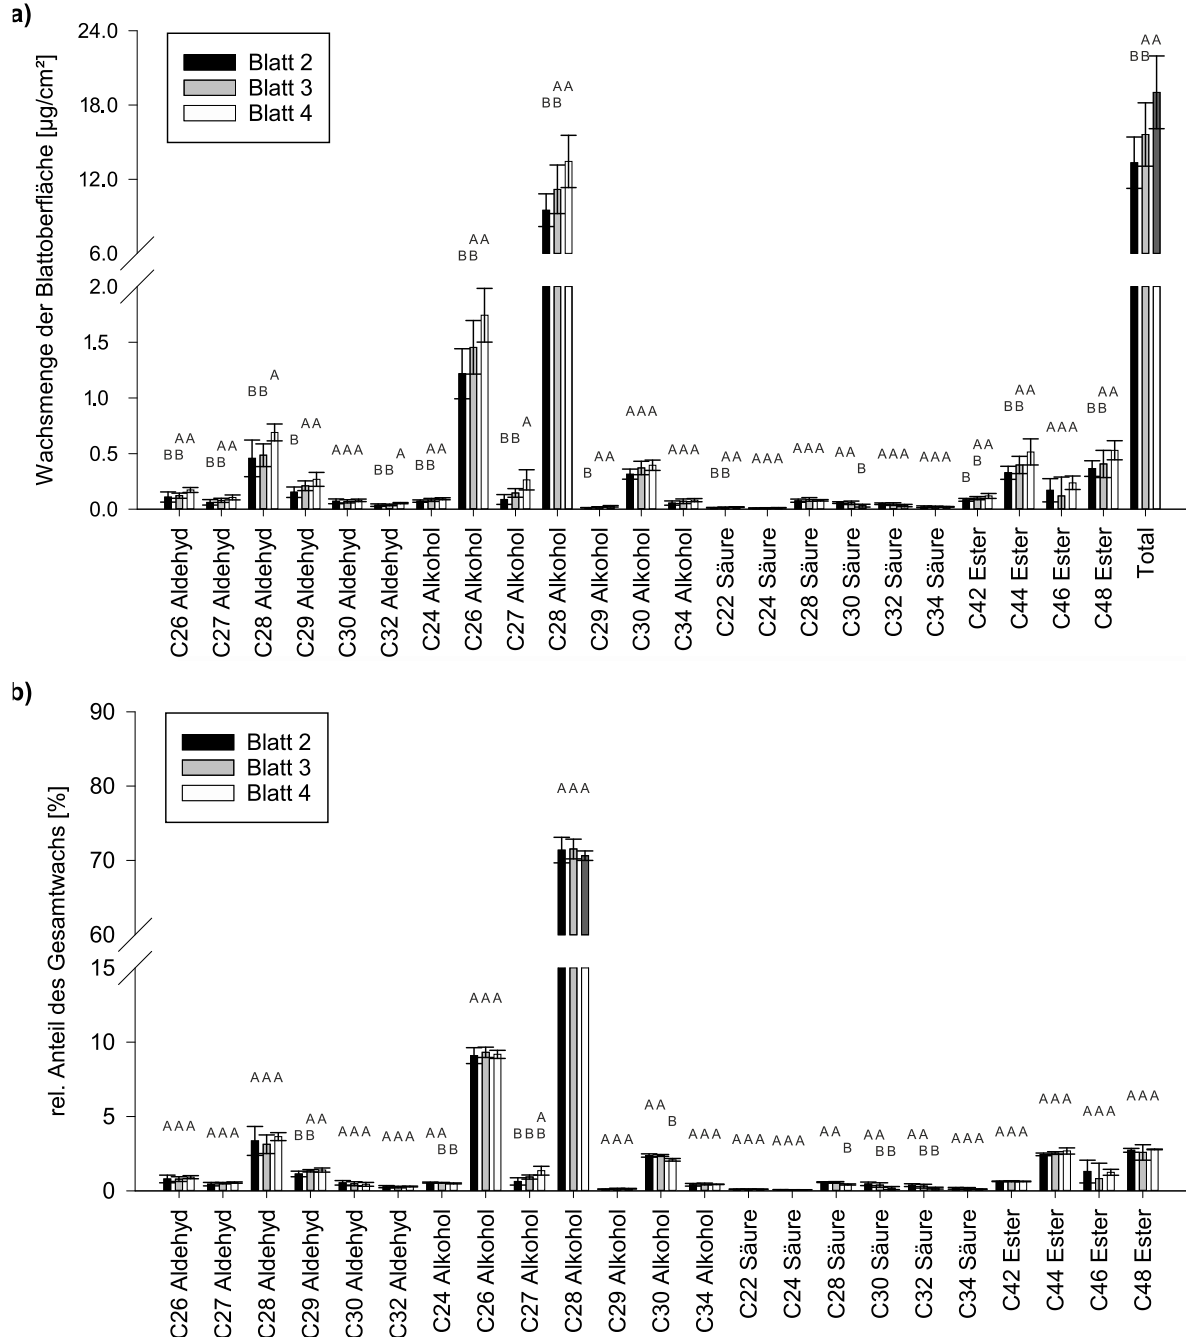 a)
Wachsmenge der Blattoberfläche [µg/cm²]
24.0
18.0
12.0
6.0
2.0
1.5
1.0
0.5
0.0
Blatt 2
Blatt 3
Blatt 4
A A
B B
A A
B B
A
B B
A A
B
A A A
A
B B
A A
B B
A A
B B
A
B B
A A
B B
A A
B
A A A
A A A
A A
B B
A A A
A A A
A A
B
A A A
A A A
A A
B
B
A A
B B
A A A
A A
B B
A A
B B
C26 Aldehyd
C27 Aldehyd
C28 Aldehyd
C29 Aldehyd
C30 Aldehyd
C32 Aldehyd
C24 Alkohol
C26 Alkohol
C27 Alkohol
C28 Alkohol
C29 Alkohol
C30 Alkohol
C34 Alkohol
C22 Säure
C24 Säure
C28 Säure
C30 Säure
C32 Säure
C34 Säure
C42 Ester
C44 Ester
C46 Ester
C48 Ester
Total
b)
rel. Anteil des Gesamtwachs [%]
90
80
70
60
15
10
5
0
Blatt 2
Blatt 3
Blatt 4
A A A
A A A
A A A
A A
B B
A A A
A A A
A A
B B
A A A
A
B B B
A A A
A A A
A A
B
A A A
A A A
A A A
A A
B
A A
B B
A A
B B
A A A
A A A
A A A
A A A
A A A
C26 Aldehyd
C27 Aldehyd
C28 Aldehyd
C29 Aldehyd
C30 Aldehyd
C32 Aldehyd
C24 Alkohol
C26 Alkohol
C27 Alkohol
C28 Alkohol
C29 Alkohol
C30 Alkohol
C34 Alkohol
C22 Säure
C24 Säure
C28 Säure
C30 Säure
C32 Säure
C34 Säure
C42 Ester
C44 Ester
C46 Ester
C48 Ester